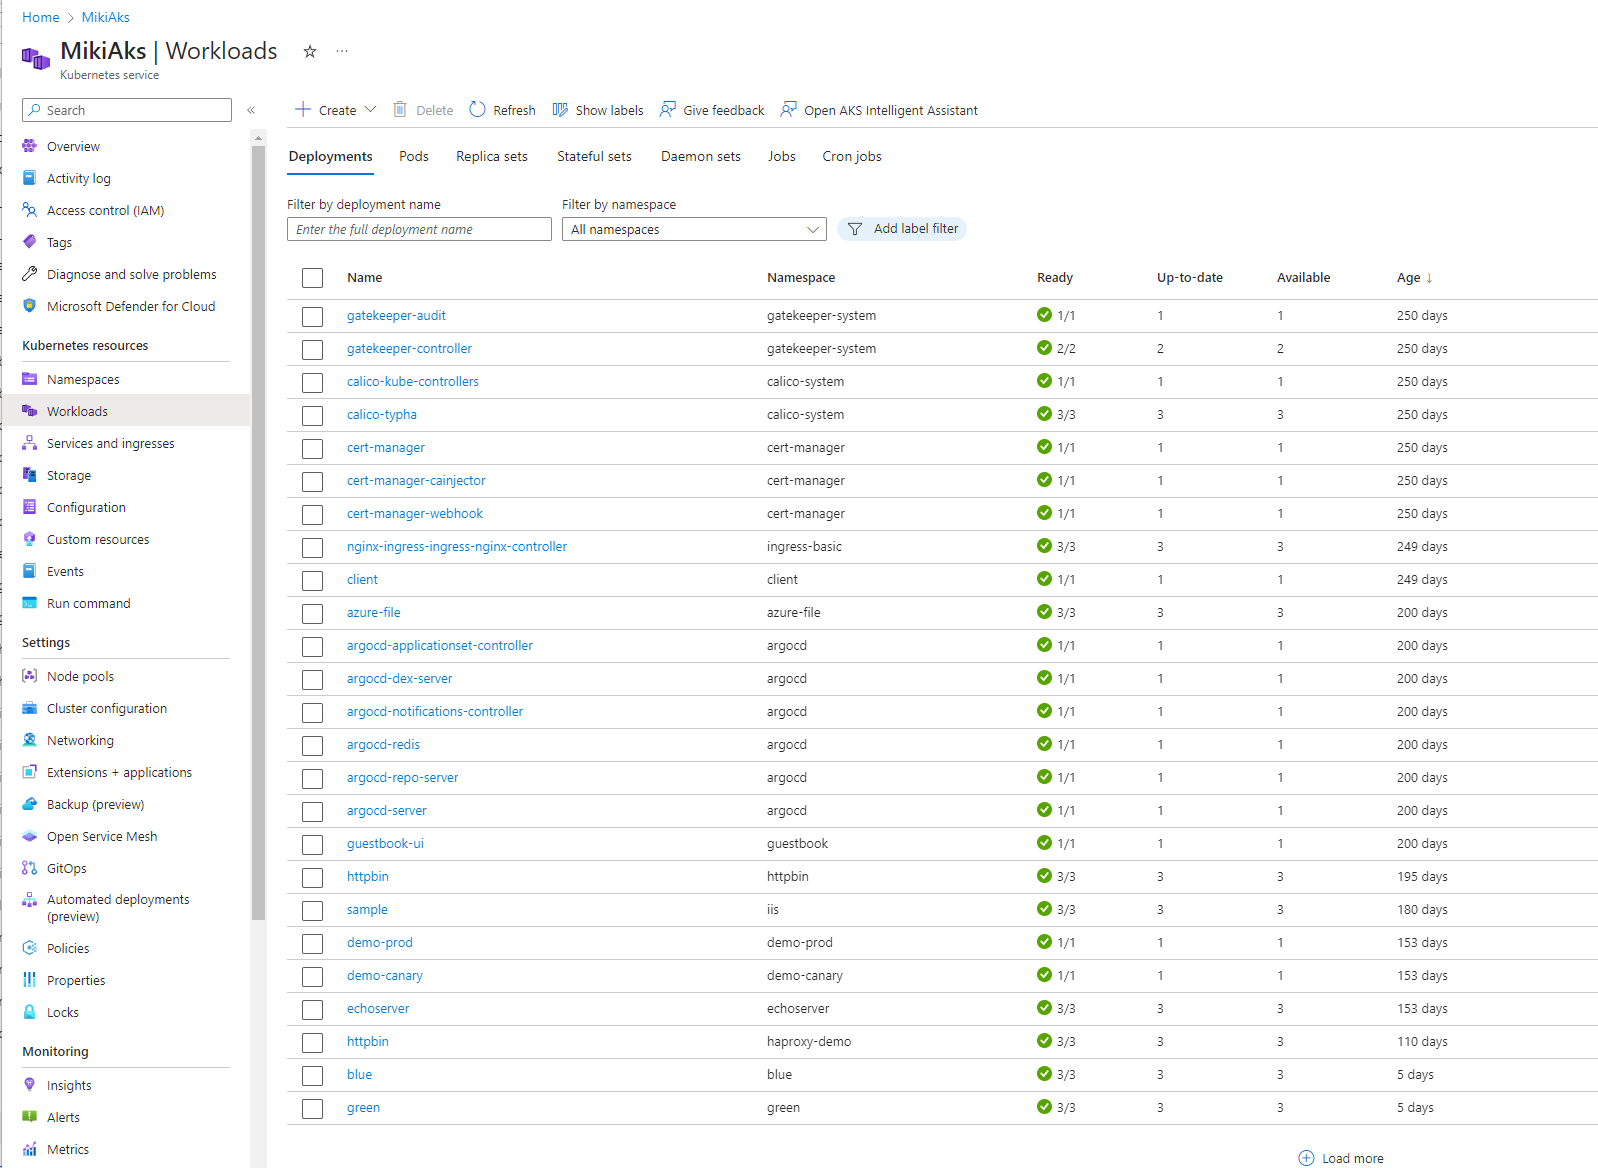 Home > MikiAks
MikiAks | Workloads
Kubernetes service
Search
Create
Delete
Refresh
Show labels
Give feedback
Open AKS Intelligent Assistant
Overview
Activity log
Access control (IAM)
Tags
Diagnose and solve problems
Microsoft Defender for Cloud
Kubernetes resources
Namespaces
Workloads
Services and ingresses
Storage
Configuration
Custom resources
Events
Run command
Settings
Node pools
Cluster configuration
Networking
Extensions + applications
Backup (preview)
Open Service Mesh
GitOps
Automated deployments
(preview)
Policies
Properties
Locks
Monitoring
Insights
Alerts
Metrics
Deployments Pods Replica sets Stateful sets Daemon sets Jobs Cron jobs
Filter by deployment name Filter by namespace
Enter the full deployment name All namespaces Add label filter
Name Namespace Ready Up-to-date Available Age ↓
gatekeeper-audit gatekeeper-system 1/1 1 1 250 days
gatekeeper-controller gatekeeper-system 2/2 2 2 250 days
calico-kube-controllers calico-system 1/1 1 1 250 days
calico-typha calico-system 3/3 3 3 250 days
cert-manager cert-manager 1/1 1 1 250 days
cert-manager-cainjector cert-manager 1/1 1 1 250 days
cert-manager-webhook cert-manager 1/1 1 1 250 days
nginx-ingress-ingress-nginx-controller ingress-basic 3/3 3 3 249 days
client client 1/1 1 1 249 days
azure-file azure-file 3/3 3 3 200 days
argocd-applicationset-controller argocd 1/1 1 1 200 days
argocd-dex-server argocd 1/1 1 1 200 days
argocd-notifications-controller argocd 1/1 1 1 200 days
argocd-redis argocd 1/1 1 1 200 days
argocd-repo-server argocd 1/1 1 1 200 days
argocd-server argocd 1/1 1 1 200 days
guestbook-ui guestbook 1/1 1 1 200 days
httpbin httpbin 3/3 3 3 195 days
sample iis 3/3 3 3 180 days
demo-prod demo-prod 1/1 1 1 153 days
demo-canary demo-canary 1/1 1 1 153 days
echoserver echoserver 3/3 3 3 153 days
httpbin haproxy-demo 3/3 3 3 110 days
blue blue 3/3 3 3 5 days
green green 3/3 3 3 5 days
Load more